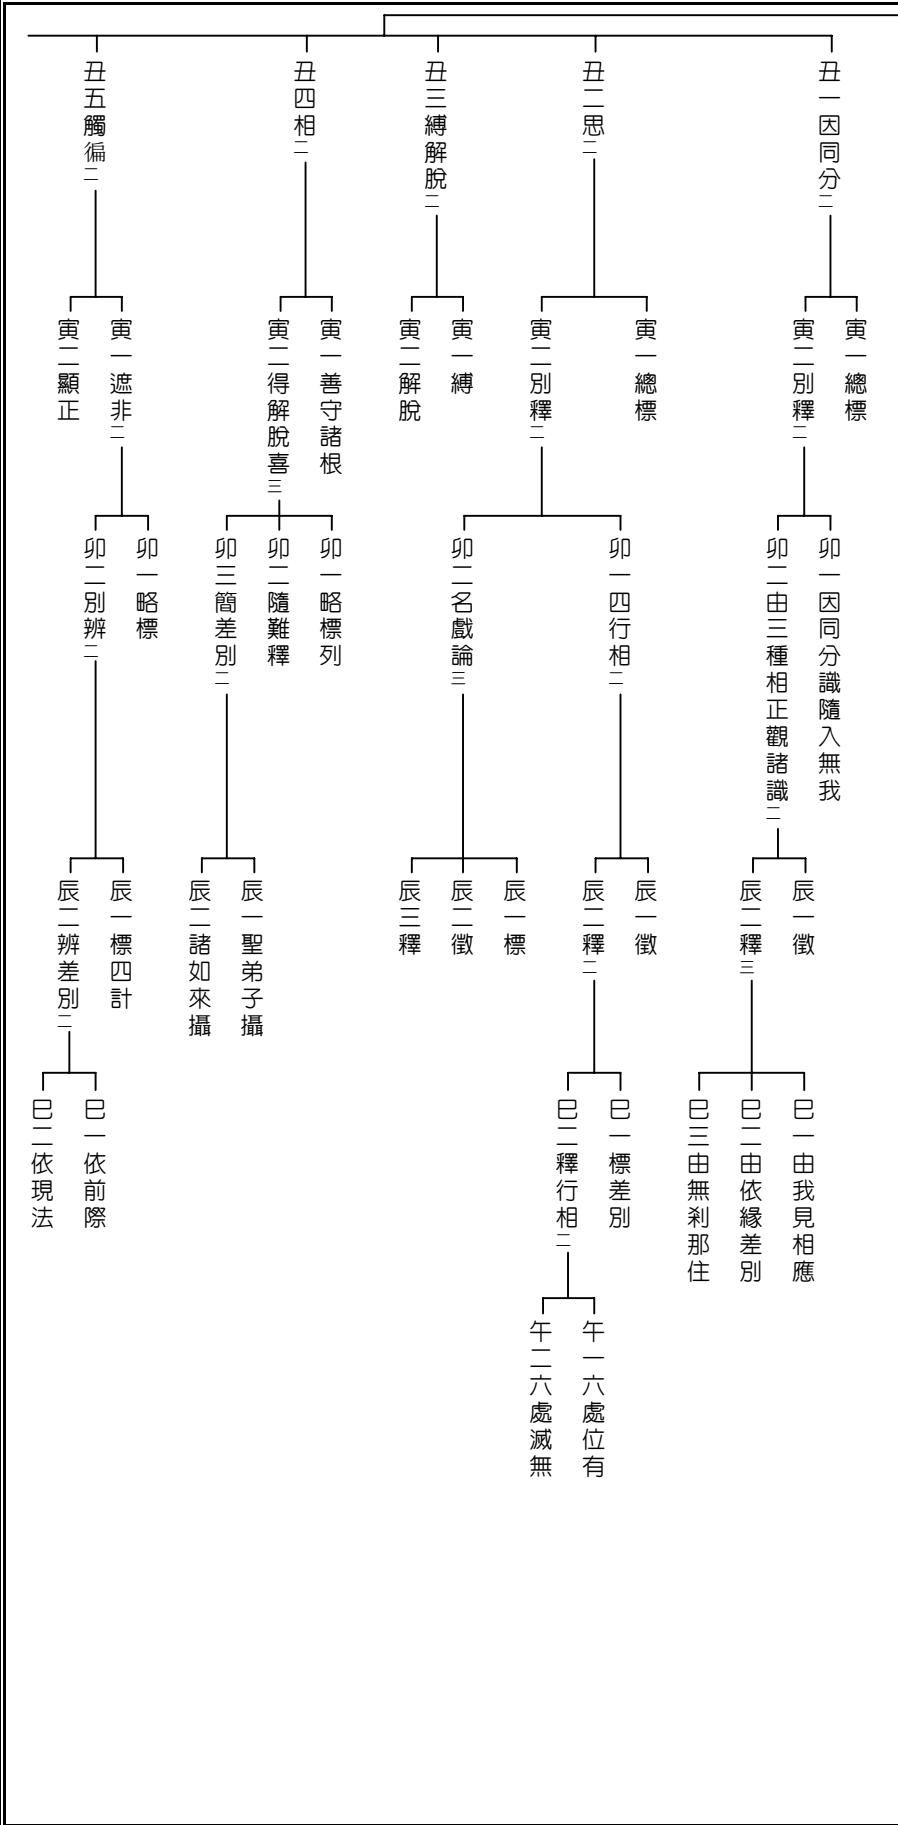 丑一因同分二
寅一總標
寅二別釋二
卯一因同分識隨入無我
卯二由三種相正觀諸識二
辰一徵
辰二釋三
巳一由我見相應
巳二由依緣差別
巳三由無剎那住
丑二思二
寅一總標
寅二別釋二
卯一四行相二
辰一徵
辰二釋二
巳一標差別
巳二釋行相二
午一六處位有
午二六處滅無
卯二名戲論三
辰一標
辰二徵
辰三釋
丑三縛解脫二
寅一縛
寅二解脫
丑四相二
寅一善守諸根
寅二得解脫喜三
卯一略標列
卯二隨難釋
卯三簡差別二
辰一聖弟子攝
辰二諸如來攝
丑五觸徧二
寅一遮非二
卯一略標
卯二別辨二
辰一標四計
辰二辨差別二
巳一依前際
巳二依現法
寅二顯正